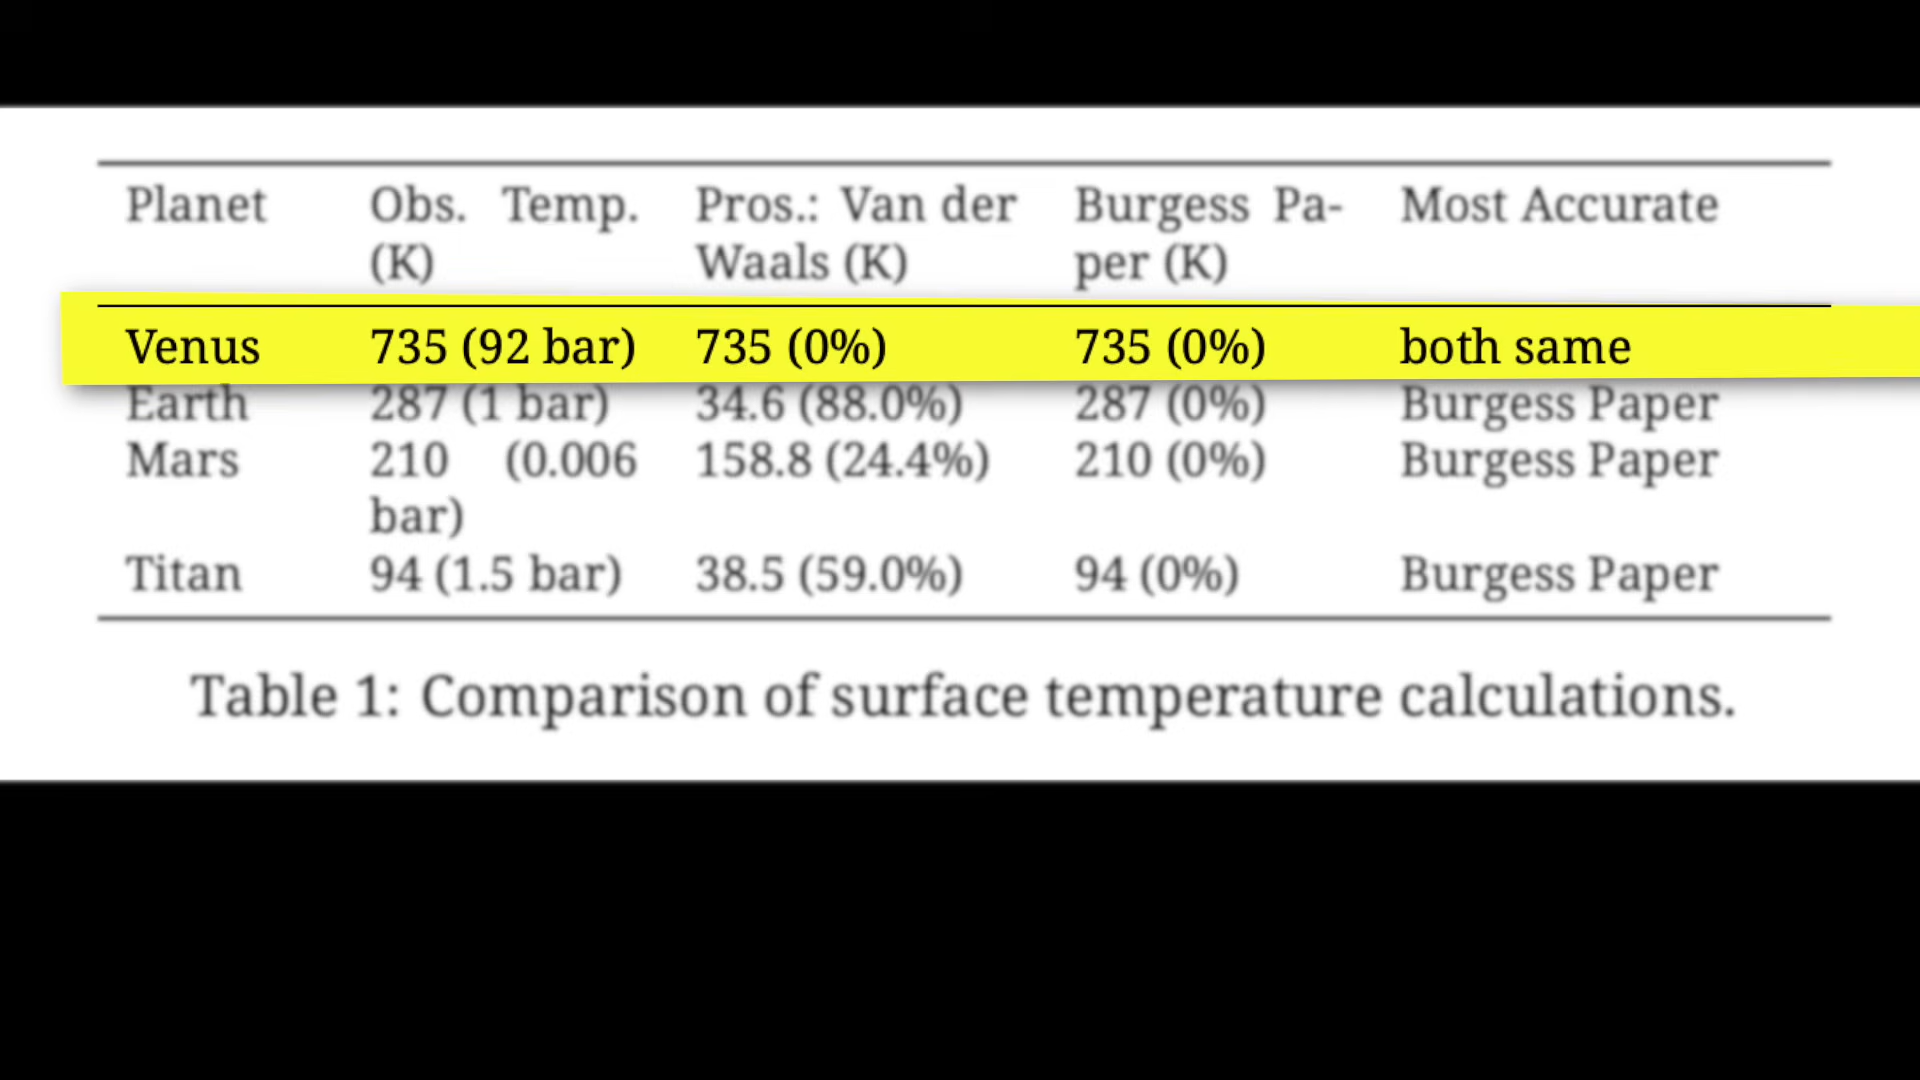 Planet Obs. Temp. Pros.: Van der Burgess Pa- Most Accurate
(K) Waals (K) per (K)
Venus 735 (92 bar) 735 (0%) 735 (0%) both same
Earth 287 (1 bar) 34.6 (88.0%) 287 (0%) Burgess Paper
Mars 210 (0.006 158.8 (24.4%) 210 (0%) Burgess Paper
bar)
Titan 94 (1.5 bar) 38.5 (59.0%) 94 (0%) Burgess Paper
Table 1: Comparison of surface temperature calculations.